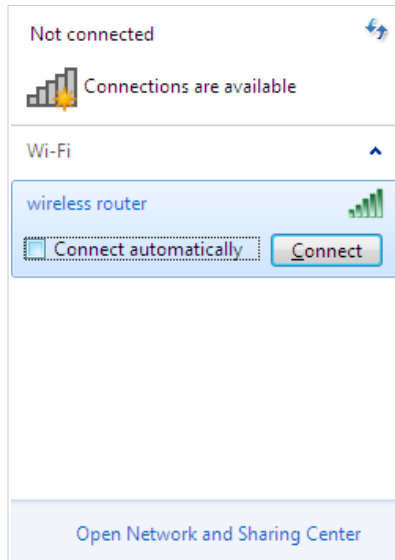 Not connected
Connections are available
Wi-Fi
wireless router
Connect automatically Connect
Open Network and Sharing Center